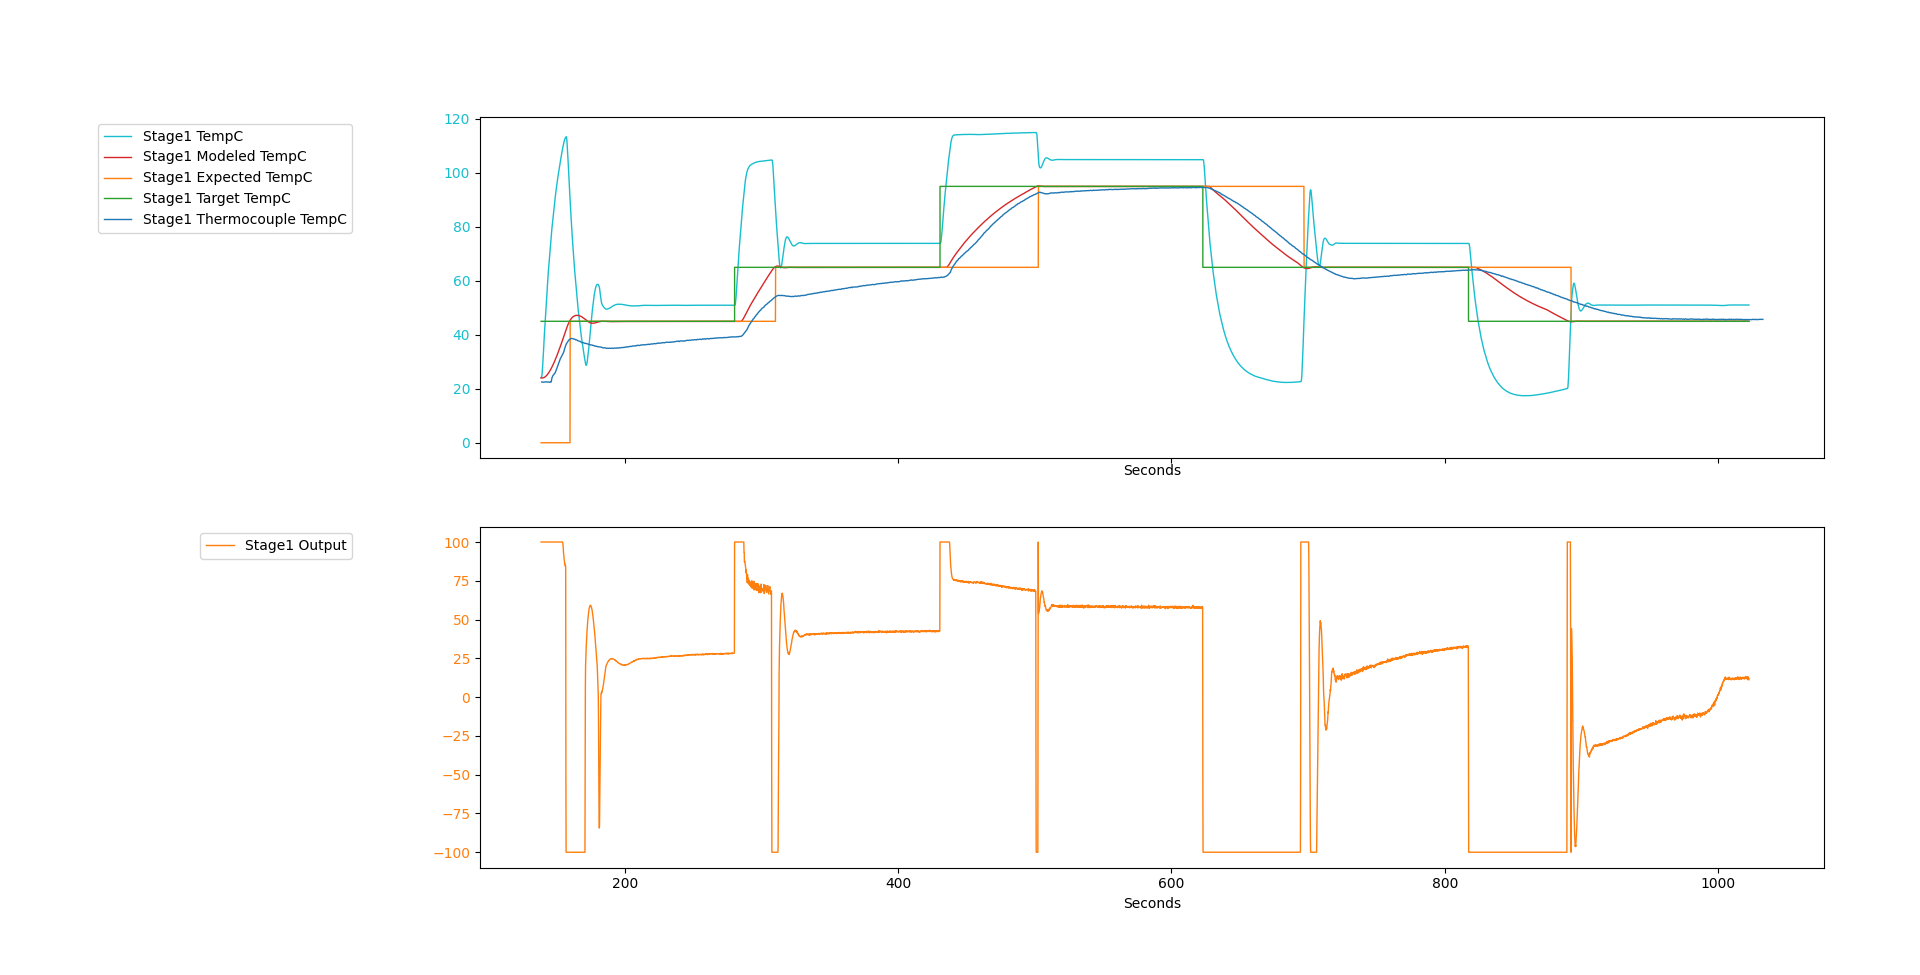 Stage1 TempC
Stage1 Modeled TempC
Stage1 Expected TempC
Stage1 Target TempC
Stage1 Thermocouple TempC
120
100
80
60
40
20
0
Seconds
Stage1 Output
100
75
50
25
0
−25
−50
−75
−100
200 400 600 800 1000
Seconds